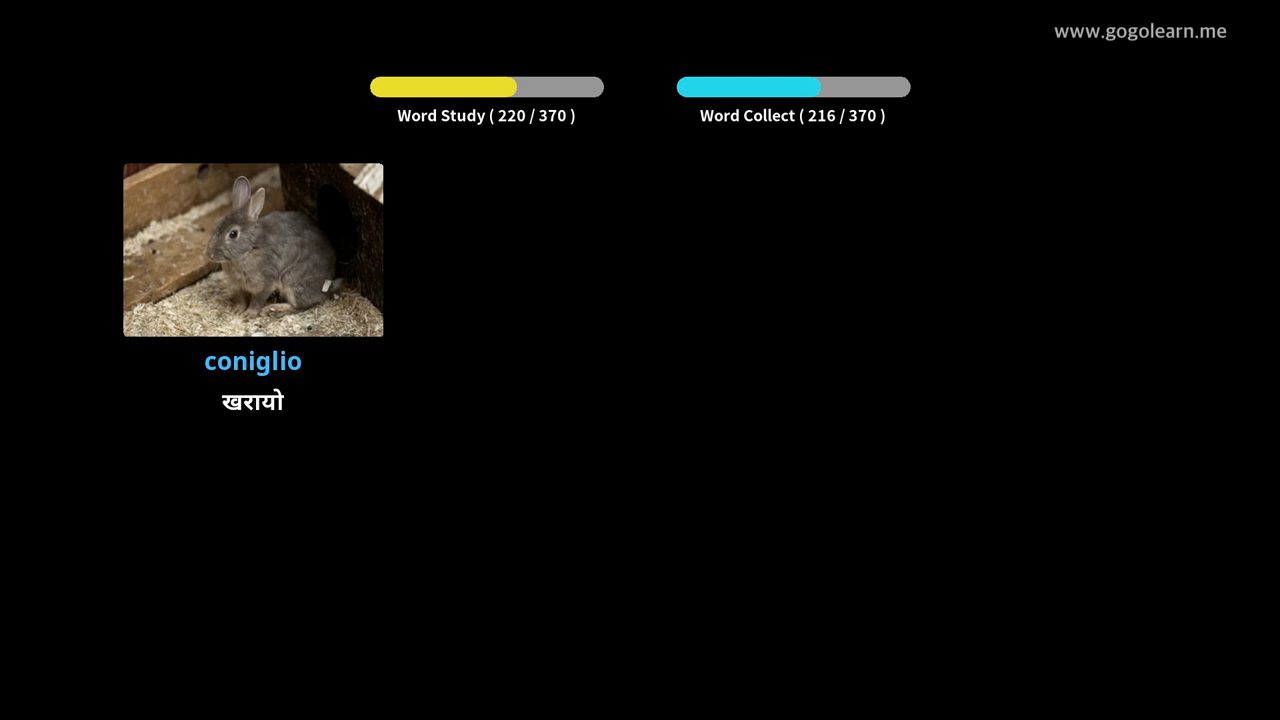 www.gogolearn.me
Word Study ( 220 / 370 )
Word Collect ( 216 / 370 )
coniglio
खरायो